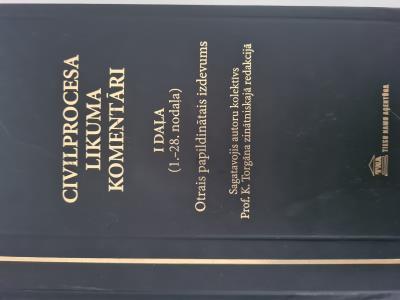 CIVILPROCESA
LIKUMA
KOMENTĀRI
I DAĻA
(1.–28. nodaļa)
Otrais papildinātais izdevums
Sagatavojis autoru kolektīvs
Prof. K. Torgāna zinātniskajā redakcijā
TNA
TIESU NAMU AĢENTŪRA